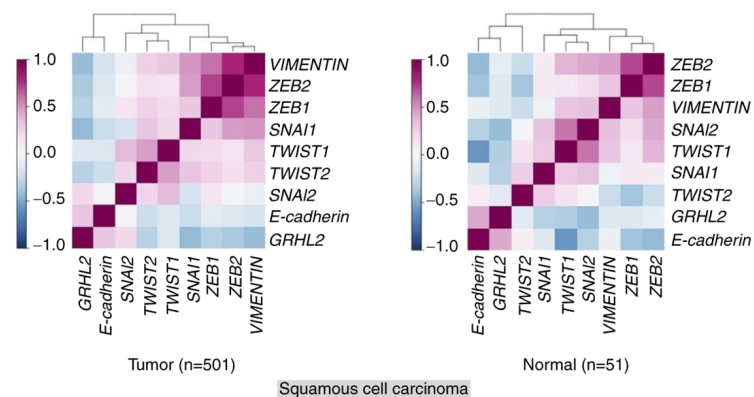 1.0
0.5
0.0
−0.5
−1.0
VIMENTIN
ZEB2
ZEB1
SNAI1
TWIST1
TWIST2
SNAI2
E-cadherin
GRHL2
GRHL2
E-cadherin
SNAI2
TWIST2
TWIST1
SNAI1
ZEB1
ZEB2
VIMENTIN
Tumor (n=501)
1.0
0.5
0.0
−0.5
−1.0
ZEB2
ZEB1
VIMENTIN
SNAI2
TWIST1
SNAI1
TWIST2
GRHL2
E-cadherin
E-cadherin
GRHL2
TWIST2
SNAI1
TWIST1
SNAI2
VIMENTIN
ZEB1
ZEB2
Normal (n=51)
Squamous cell carcinoma